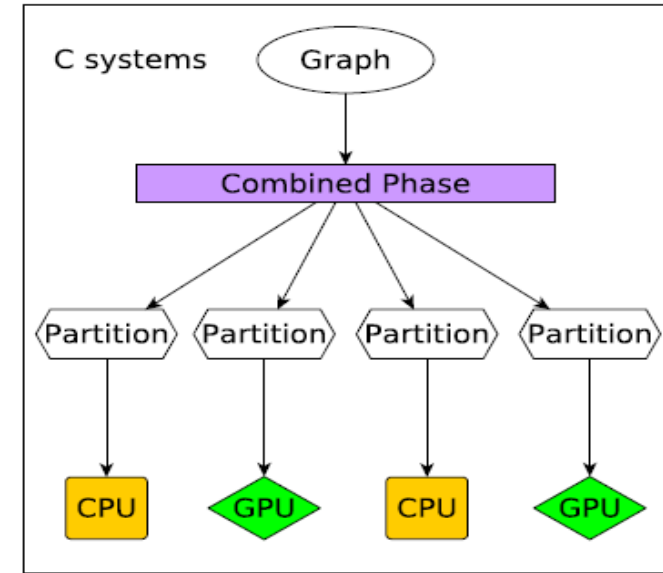 C systems
Graph
Combined Phase
Partition
Partition
Partition
Partition
CPU
GPU
CPU
GPU